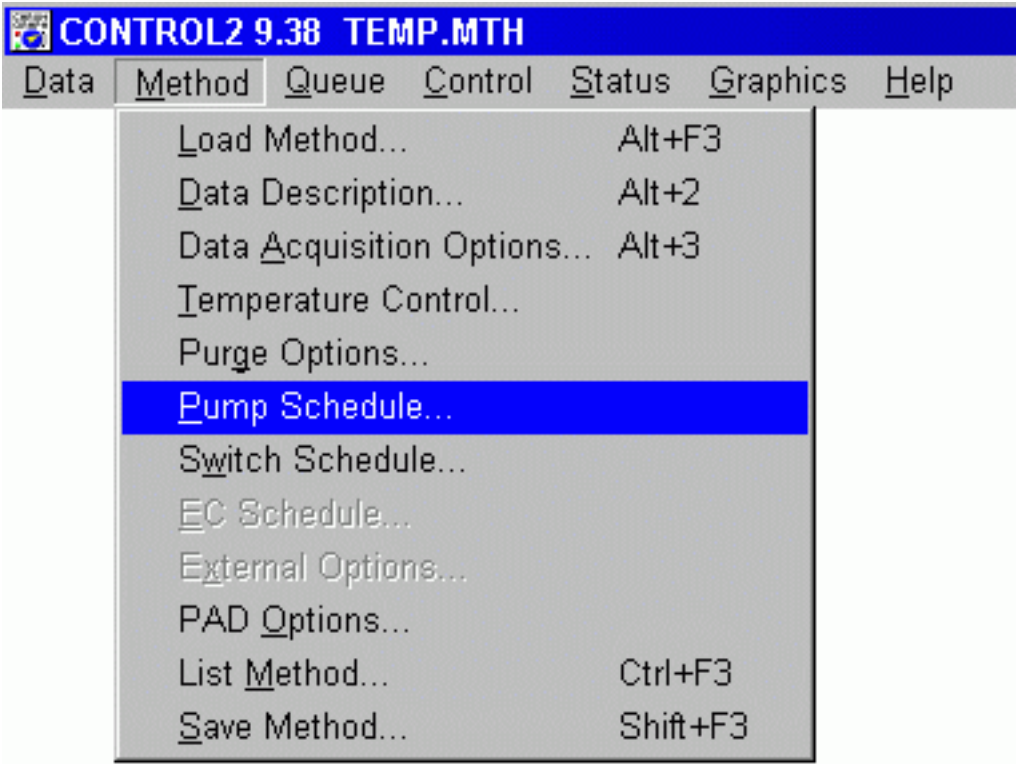 CONTROL2 9.38 TEMP.MTH
Data Method Queue Control Status Graphics Help
Load Method... Alt+F3
Data Description... Alt+2
Data Acquisition Options... Alt+3
Temperature Control...
Purge Options...
Pump Schedule...
Switch Schedule...
EC Schedule...
External Options...
PAD Options...
List Method... Ctrl+F3
Save Method... Shift+F3